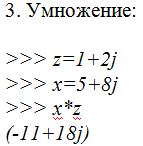 3. Умножение:
>>> z=1+2j
>>> x=5+8j
>>> x*z
(-11+18j)